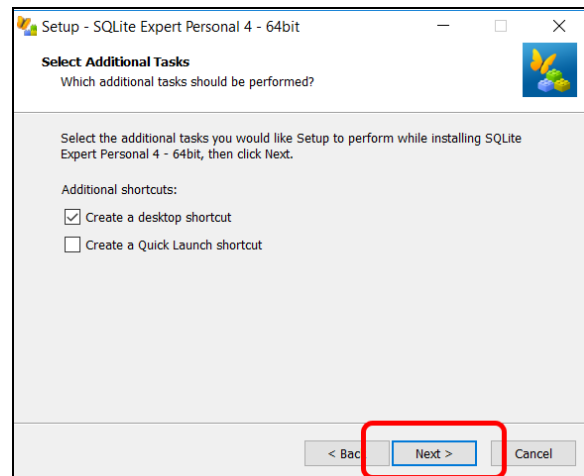 Setup - SQLite Expert Personal 4 - 64bit
Select Additional Tasks
Which additional tasks should be performed?
Select the additional tasks you would like Setup to perform while installing SQLite
Expert Personal 4 - 64bit, then click Next.
Additional shortcuts:
Create a desktop shortcut
Create a Quick Launch shortcut
< Bac Next > Cancel